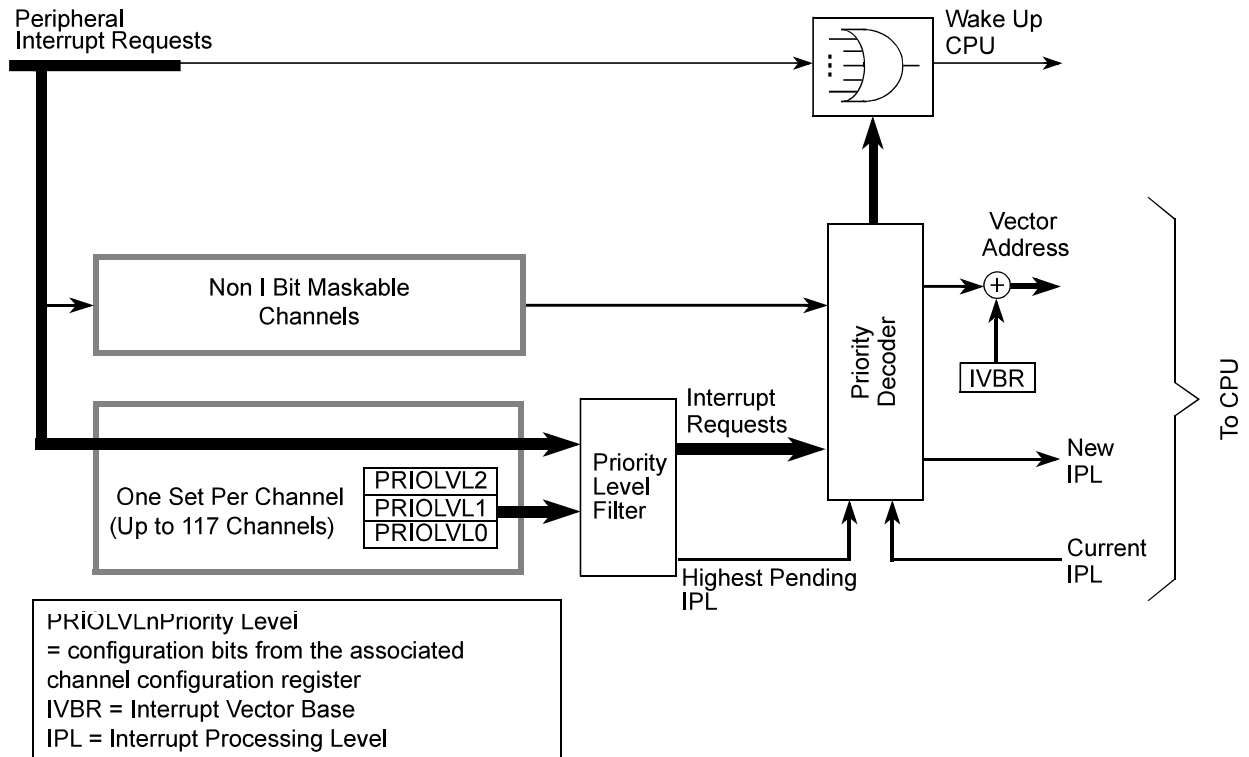 Peripheral
Interrupt Requests
Wake Up
CPU
Vector
Address
Non I Bit Maskable
Channels
Priority
Decoder
IVBR
To CPU
Interrupt
Requests
New
IPL
One Set Per Channel
(Up to 117 Channels)
PRIOLVL2
PRIOLVL1
PRIOLVL0
Priority
Level
Filter
Highest Pending
IPL
Current
IPL
PRIOLVLnPriority Level
= configuration bits from the associated
channel configuration register
IVBR = Interrupt Vector Base
IPL = Interrupt Processing Level